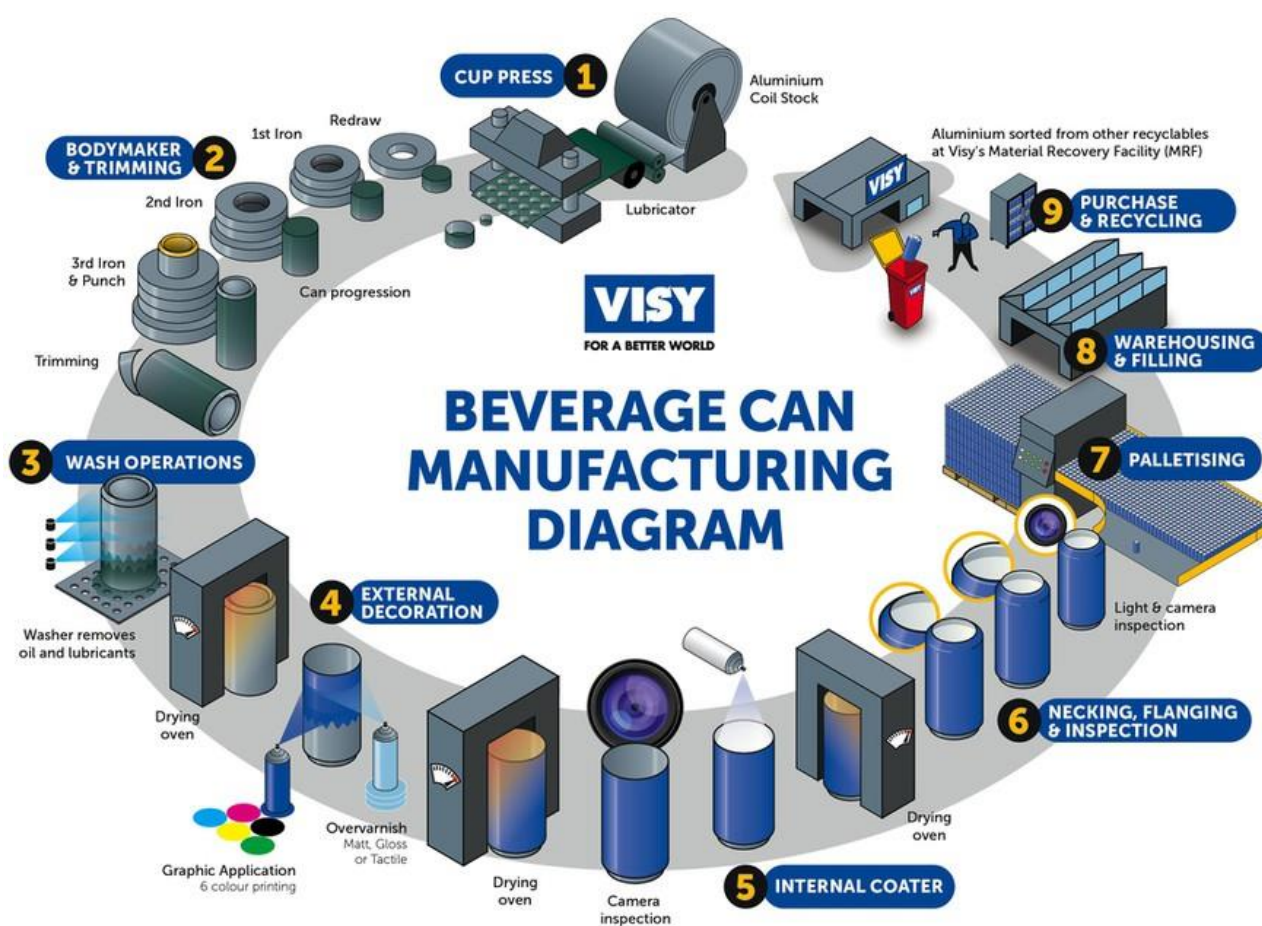 CUP PRESS 1
Aluminium
Coil Stock
Lubricator
Redraw
1st Iron
BODYMAKER
& TRIMMING 2
2nd Iron
3rd Iron
& Punch
Can progression
Trimming
3 WASH OPERATIONS
Washer removes
oil and lubricants
Drying
oven
4 EXTERNAL
DECORATION
Graphic Application
6 colour printing
Overvarnish
Matt, Gloss
or Tactile
Drying
oven
Camera
inspection
5 INTERNAL COATER
Drying
oven
6 NECKING, FLANGING
& INSPECTION
Light & camera
inspection
7 PALLETISING
8 WAREHOUSING
& FILLING
9 PURCHASE
& RECYCLING
Aluminium sorted from other recyclables
at Visy's Material Recovery Facility (MRF)
VISY
VISY
FOR A BETTER WORLD
BEVERAGE CAN
MANUFACTURING
DIAGRAM